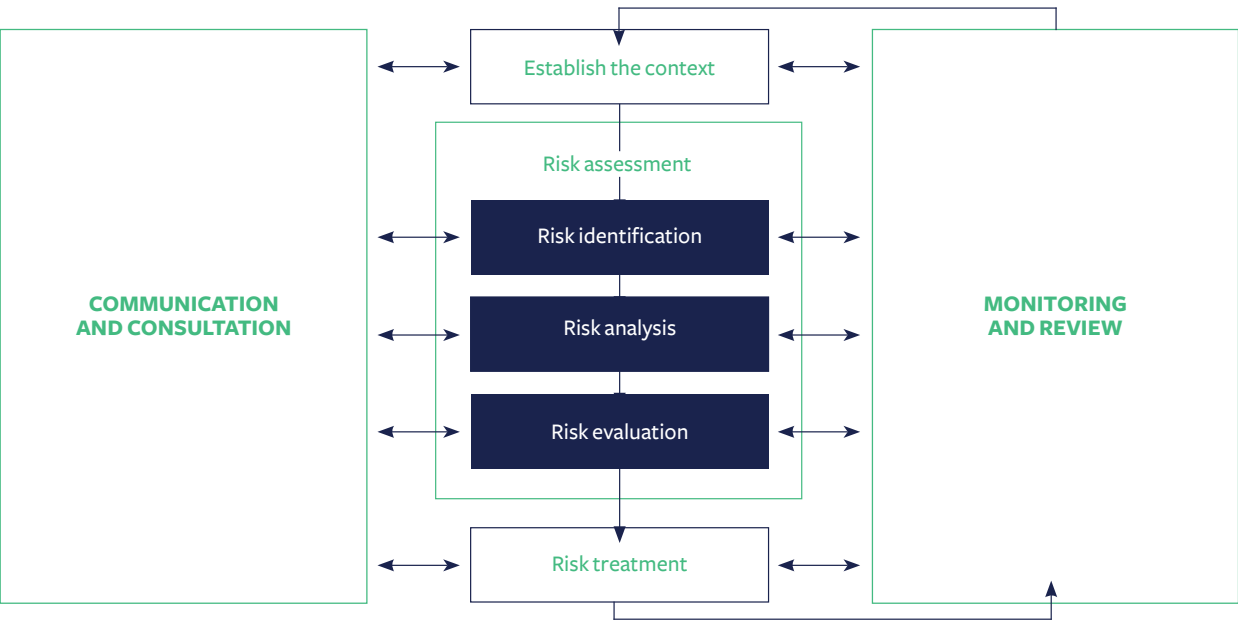 Establish the context
Risk assessment
Risk identification
COMMUNICATION
AND CONSULTATION
MONITORING
AND REVIEW
Risk analysis
Risk evaluation
Risk treatment